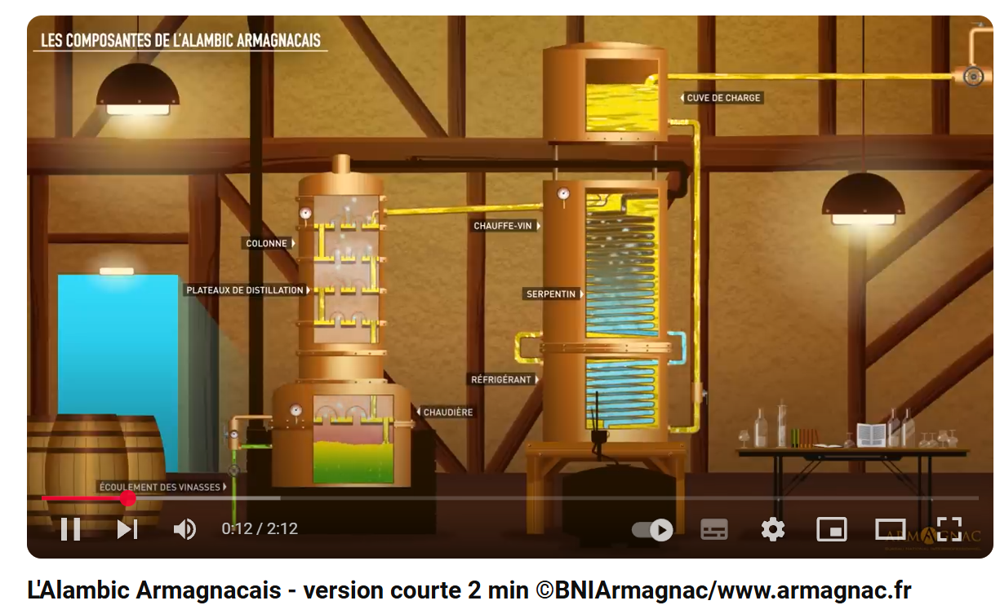 LES COMPOSANTES DE L'ALAMBIC ARMAGNACAIS
CUVE DE CHARGE
CHAUFFE-VIN
COLONNE
PLATEAUX DE DISTILLATION
SERPENTIN
RÉFRIGÉRANT
CHAUDIÈRE
ÉCOULEMENT DES VINASSES
0:12 / 2:12
ARMAGNAC
L'Alambic Armagnacais - version courte 2 min ©BNIArmagnac/www.armagnac.fr